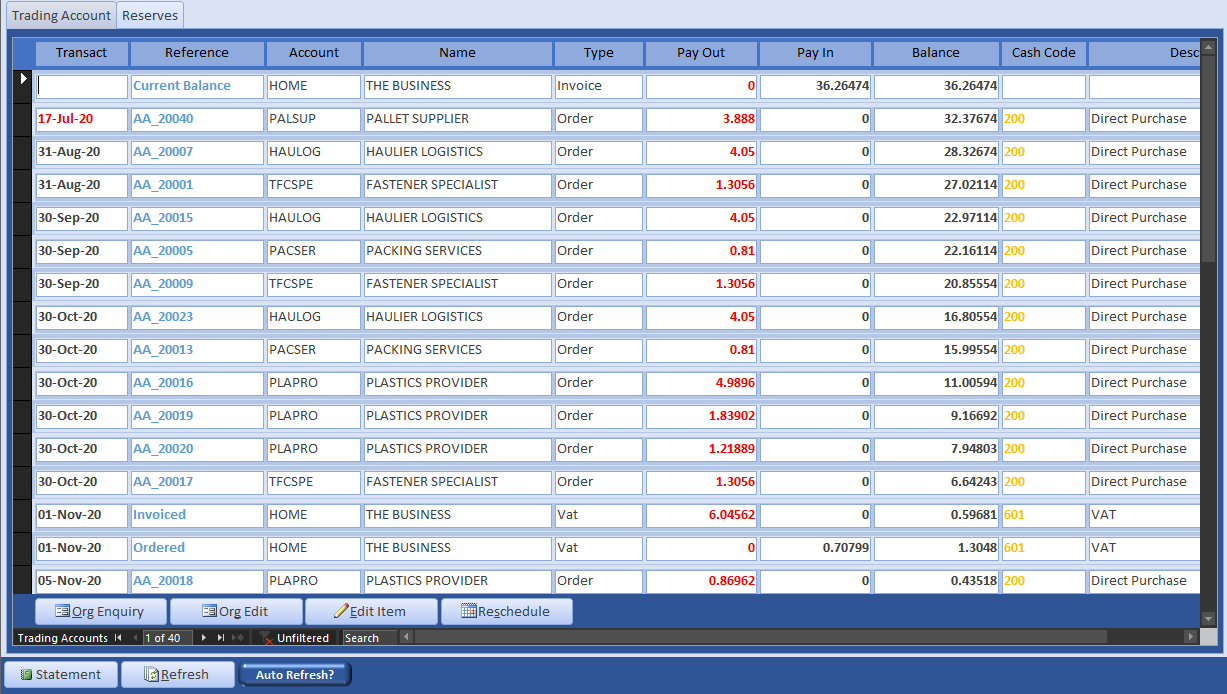 Trading Account Reserves
Transact Reference Account Name Type Pay Out Pay In Balance Cash Code Desc
Current Balance HOME THE BUSINESS Invoice 0 36.26474 36.26474
17-Jul-20 AA_20040 PALSUP PALLET SUPPLIER Order 3.888 0 32.37674 200 Direct Purchase
31-Aug-20 AA_20007 HAULOG HAULIER LOGISTICS Order 4.05 0 28.32674 200 Direct Purchase
31-Aug-20 AA_20001 TFCSPE FASTENER SPECIALIST Order 1.3056 0 27.02114 200 Direct Purchase
30-Sep-20 AA_20015 HAULOG HAULIER LOGISTICS Order 4.05 0 22.97114 200 Direct Purchase
30-Sep-20 AA_20005 PACSER PACKING SERVICES Order 0.81 0 22.16114 200 Direct Purchase
30-Sep-20 AA_20009 TFCSPE FASTENER SPECIALIST Order 1.3056 0 20.85554 200 Direct Purchase
30-Oct-20 AA_20023 HAULOG HAULIER LOGISTICS Order 4.05 0 16.80554 200 Direct Purchase
30-Oct-20 AA_20013 PACSER PACKING SERVICES Order 0.81 0 15.99554 200 Direct Purchase
30-Oct-20 AA_20016 PLAPRO PLASTICS PROVIDER Order 4.9896 0 11.00594 200 Direct Purchase
30-Oct-20 AA_20019 PLAPRO PLASTICS PROVIDER Order 1.83902 0 9.16692 200 Direct Purchase
30-Oct-20 AA_20020 PLAPRO PLASTICS PROVIDER Order 1.21889 0 7.94803 200 Direct Purchase
30-Oct-20 AA_20017 TFCSPE FASTENER SPECIALIST Order 1.3056 0 6.64243 200 Direct Purchase
01-Nov-20 Invoiced HOME THE BUSINESS Vat 6.04562 0 0.59681 601 VAT
01-Nov-20 Ordered HOME THE BUSINESS Vat 0 0.70799 1.3048 601 VAT
05-Nov-20 AA_20018 PLAPRO PLASTICS PROVIDER Order 0.86962 0 0.43518 200 Direct Purchase
Org Enquiry Org Edit Edit Item Reschedule
Trading Accounts 1 of 40 Unfiltered Search
Statement Refresh Auto Refresh?